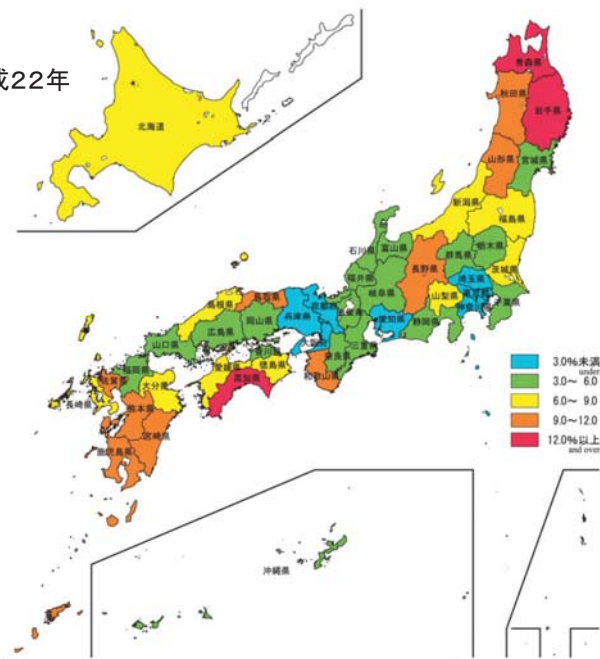 成22年
北海道
青森県
秋田県
岩手県
山形県
宮城県
新潟県
福島県
石川県
富山県
群馬県
栃木県
福井県
長野県
茨城県
岐阜県
埼玉県
山梨県
島根県
鳥取県
兵庫県
京都府
愛知県
静岡県
千葉県
広島県
岡山県
山口県
三重県
奈良県
福岡県
香川県
愛媛県
徳島県
和歌山県
佐賀県
大分県
高知県
長崎県
熊本県
宮崎県
鹿児島県
沖縄県
3.0%未満
under
3.0～ 6.0
6.0～ 9.0
9.0～12.0
12.0%以上
and over